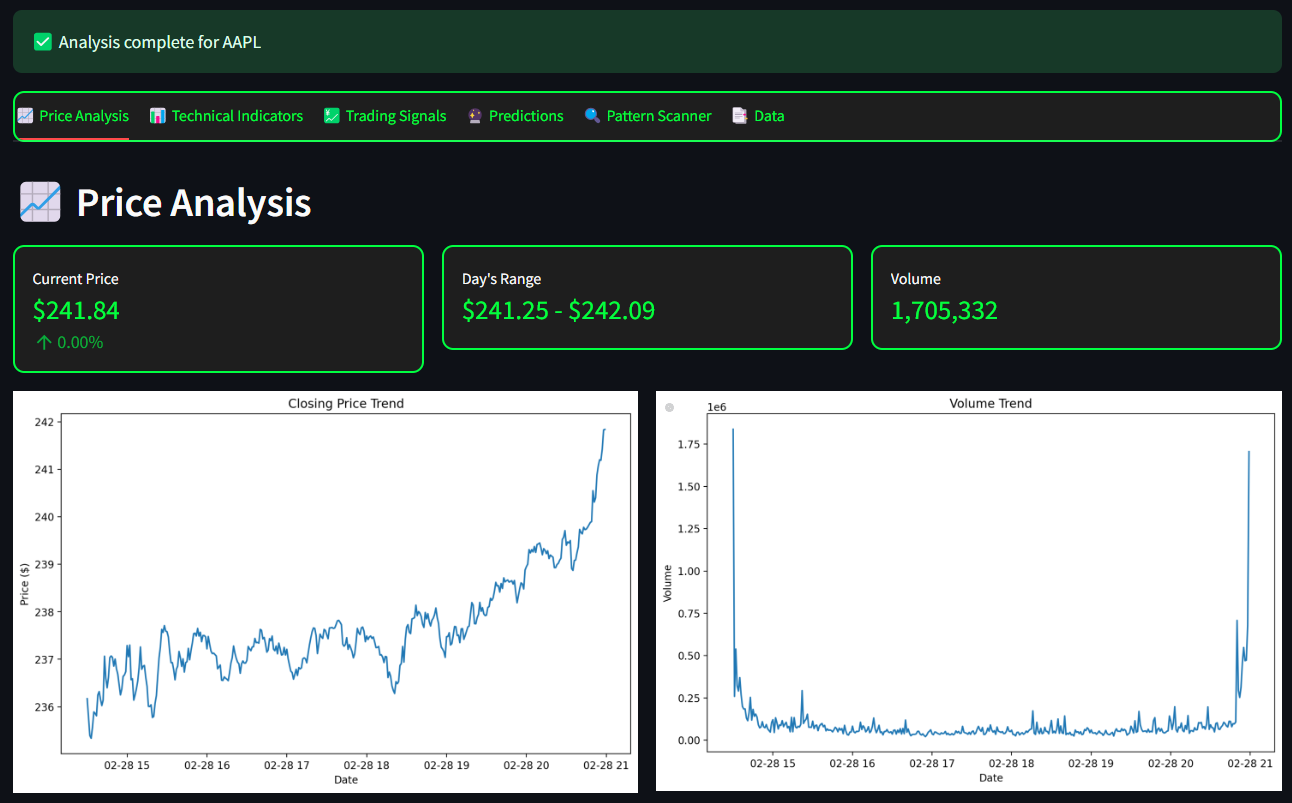 Analysis complete for AAPL
Price Analysis Technical Indicators Trading Signals Predictions Pattern Scanner Data
Price Analysis
Current Price
$241.84
↑ 0.00%
Day's Range
$241.25 - $242.09
Volume
1,705,332
Closing Price Trend
242
241
240
239
238
237
236
Price ($)
02-28 15 02-28 16 02-28 17 02-28 18 02-28 19 02-28 20 02-28 21
Date
Volume Trend
1e6
1.75
1.50
1.25
1.00
0.75
0.50
0.25
0.00
Volume
02-28 15 02-28 16 02-28 17 02-28 18 02-28 19 02-28 20 02-28 21
Date